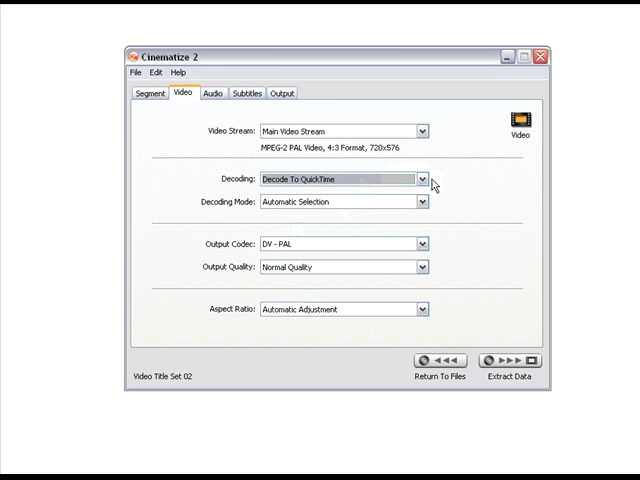 Cinematize 2
File Edit Help
Segment Video Audio Subtitles Output
Video Stream: Main Video Stream
MPEG-2 PAL Video, 4:3 Format, 720x576
Video
Decoding: Decode To QuickTime
Decoding Mode: Automatic Selection
Output Codec: DV - PAL
Output Quality: Normal Quality
Aspect Ratio: Automatic Adjustment
Video Title Set 02 Return To Files Extract Data